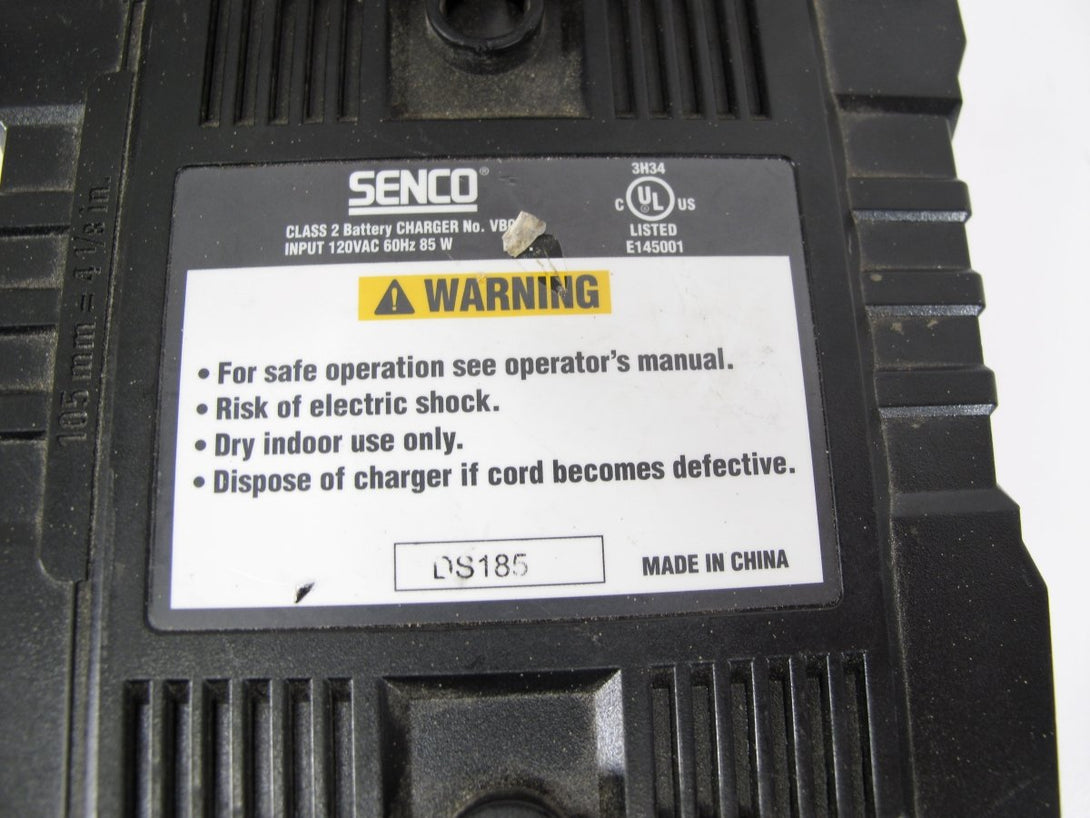 SENCO®
3H34
C UL US
LISTED
E145001
CLASS 2 Battery CHARGER No.
INPUT 120VAC 60Hz 85 W
⚠ WARNING
• For safe operation see operator's manual.
• Risk of electric shock.
• Dry indoor use only.
• Dispose of charger if cord becomes defective.
DS185
MADE IN CHINA
105 mm = 4 1/8 in.